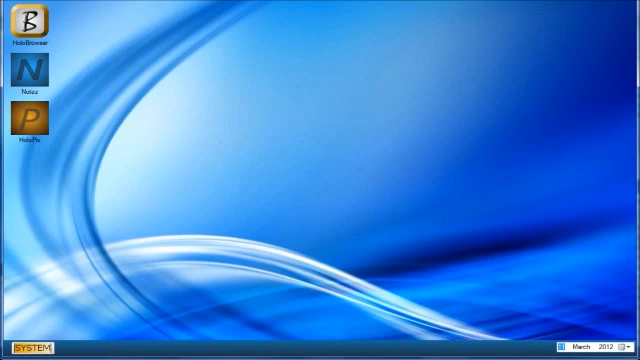 B
HoloBrowser
N
Notez
P
HoloPix
SYSTEM
March 2012